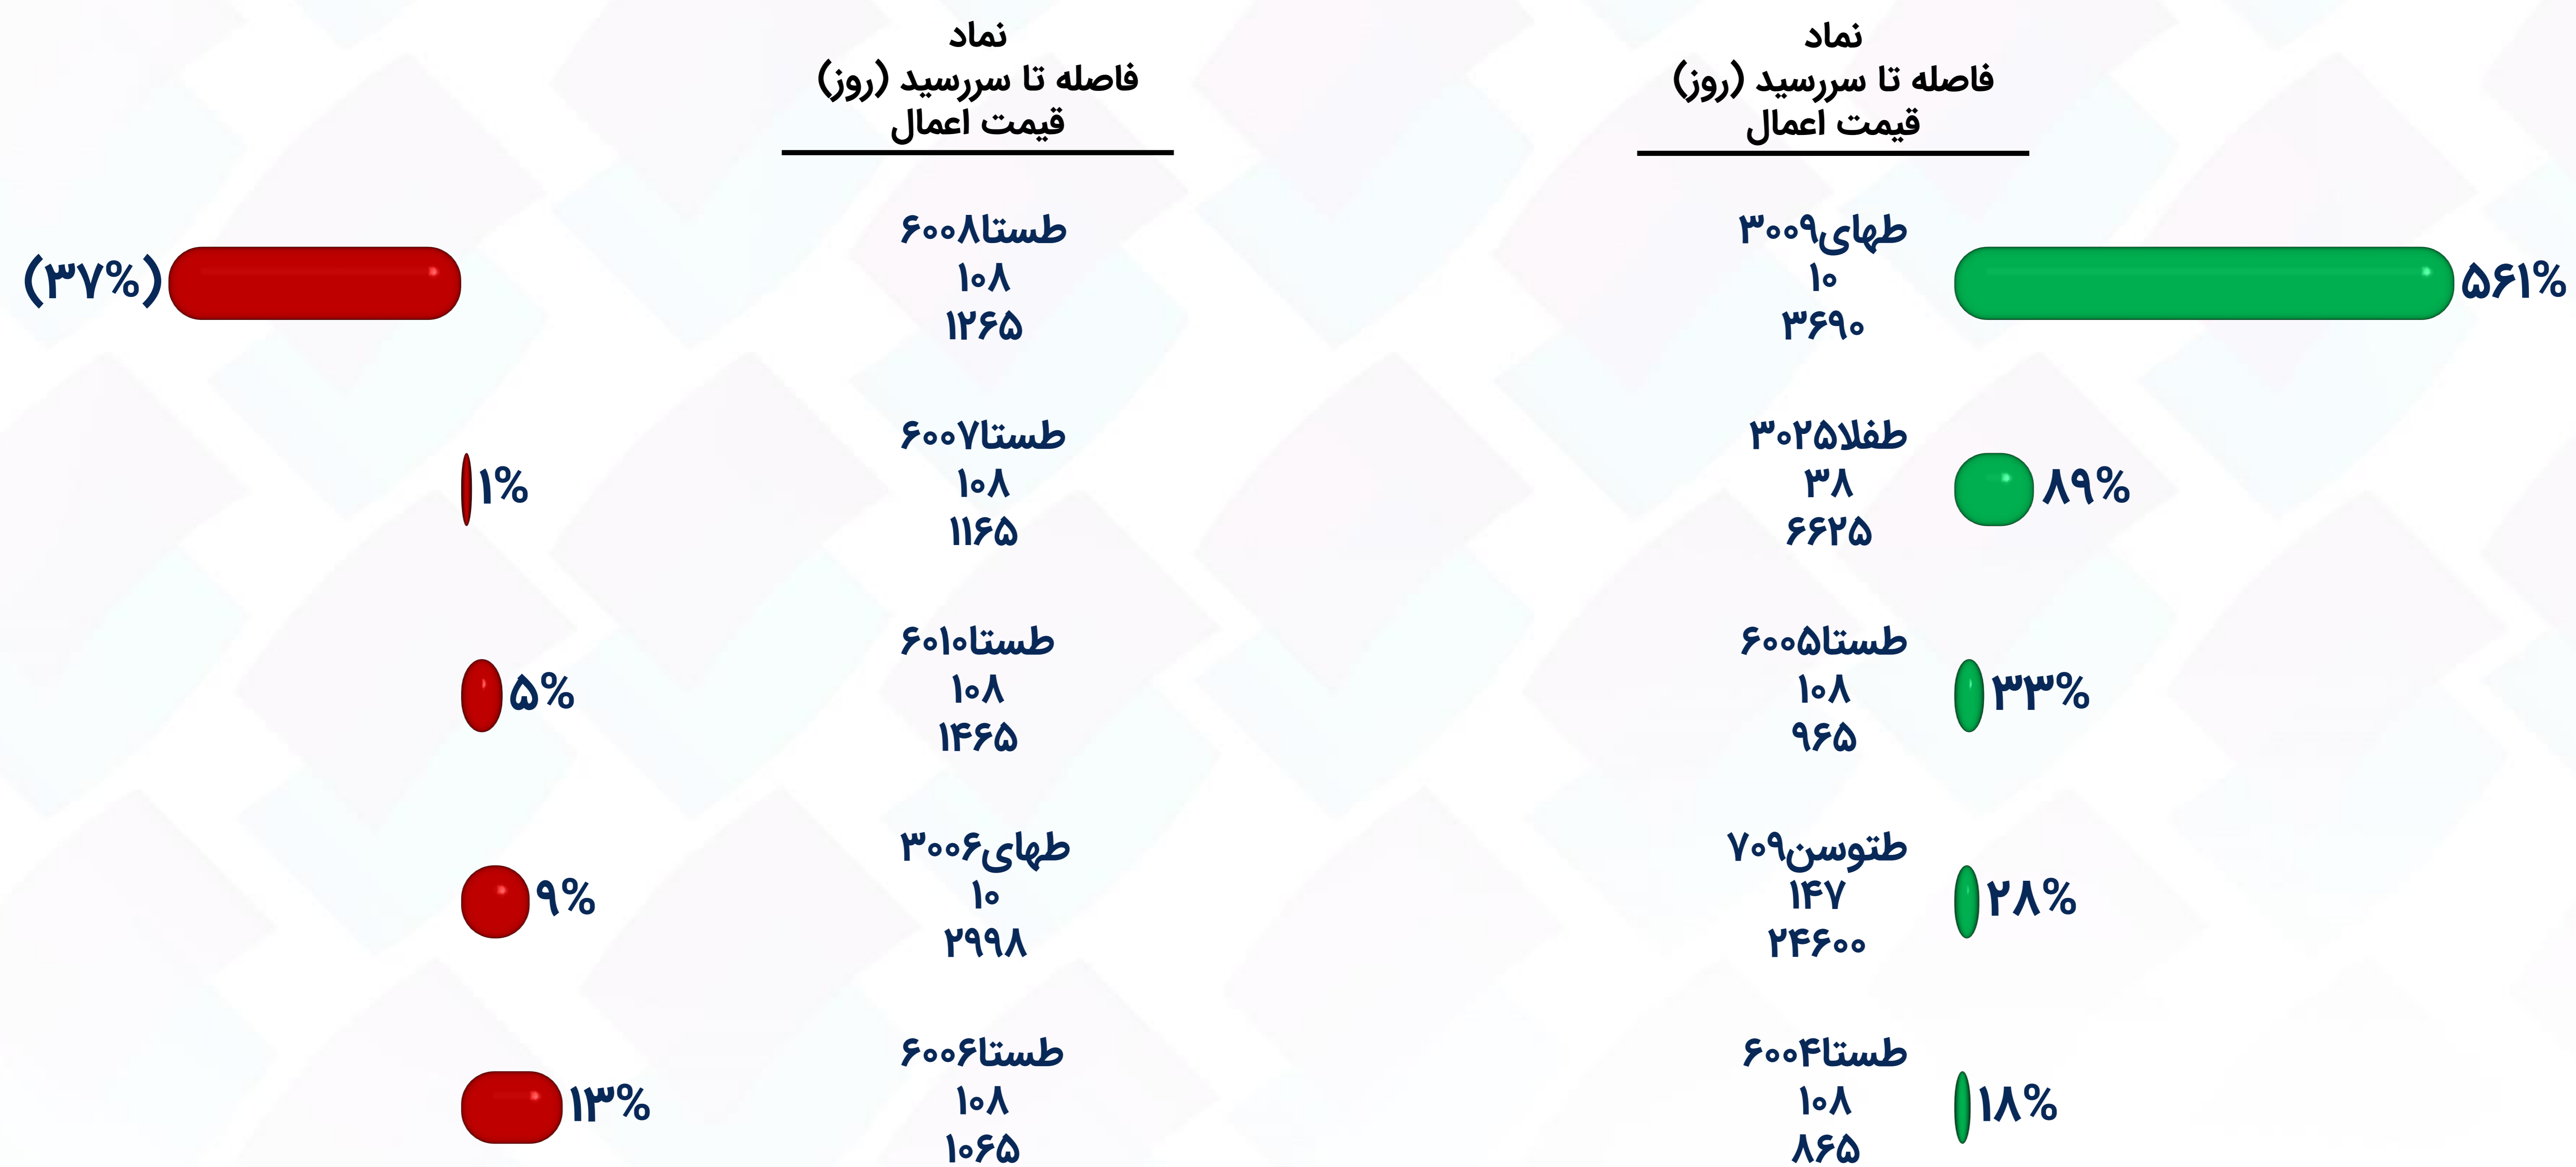 نماد
فاصله تا سررسید (روز)
قیمت اعمال
طهای۳۰۰۹
۱۰
۳۶۹۰
۵۶۱%
طفلا۳۰۲۵
۳۸
۶۶۲۵
۸۹%
طستا۶۰۰۵
۱۰۸
۹۶۵
۳۳%
طتوسن۷۰۹
۱۴۷
۲۴۶۰۰
۲۸%
طستا۶۰۰۴
۱۰۸
۸۶۵
۱۸%
نماد
فاصله تا سررسید (روز)
قیمت اعمال
طستا۶۰۰۸
۱۰۸
۱۲۶۵
(۳۷%)
طستا۶۰۰۷
۱۰۸
۱۱۶۵
۱%
طستا۶۰۱۰
۱۰۸
۱۴۶۵
۵%
طهای۳۰۰۶
۱۰
۲۹۹۸
۹%
طستا۶۰۰۶
۱۰۸
۱۰۶۵
۱۳%